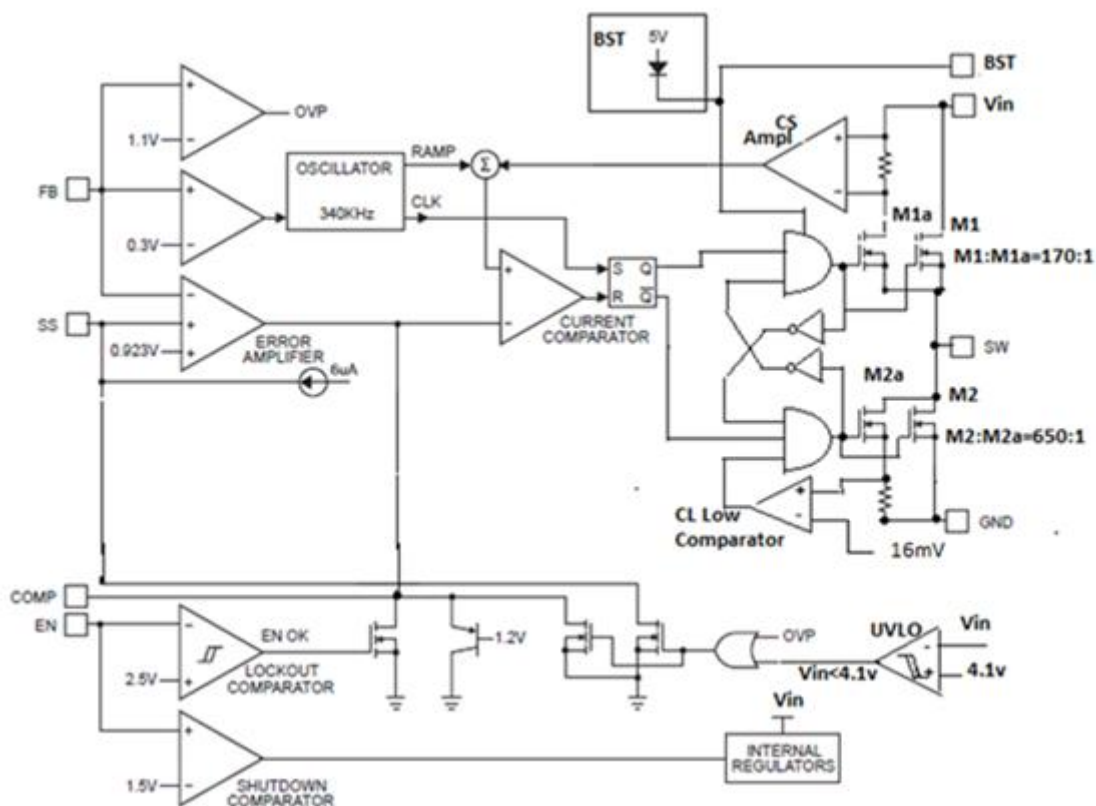 BST
5V
BST
Vin
OVP
CS
Ampl
1.1V
RAMP
Σ
OSCILLATOR
340KHz
CLK
FB
0.3V
M1a
M1
M1:M1a=170:1
S Q
R Q
CURRENT
COMPARATOR
SS
0.923V
ERROR
AMPLIFIER
6uA
SW
M2a
M2
M2:M2a=650:1
CL Low
Comparator
16mV
GND
COMP
EN
EN OK
1.2V
OVP
UVLO
Vin
4.1v
Vin<4.1v
2.5V
LOCKOUT
COMPARATOR
Vin
INTERNAL
REGULATORS
1.5V
SHUTDOWN
COMPARATOR
+
−